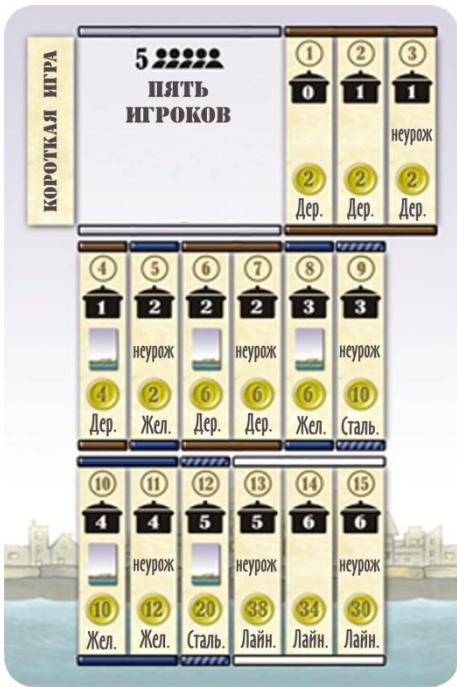 КОРОТКАЯ ИГРА
5
ПЯТЬ
ИГРОКОВ
1 2 3
0 1 1
неурож
2 2 2
Дер. Дер. Дер.
4 5 6 7 8 9
1 2 2 2 3 3
неурож неурож неурож
4 2 6 6 6 10
Дер. Жел. Дер. Дер. Жел. Сталь.
10 11 12 13 14 15
4 4 5 5 6 6
неурож неурож неурож
10 12 20 38 34 30
Жел. Жел. Сталь. Лайн. Лайн. Лайн.